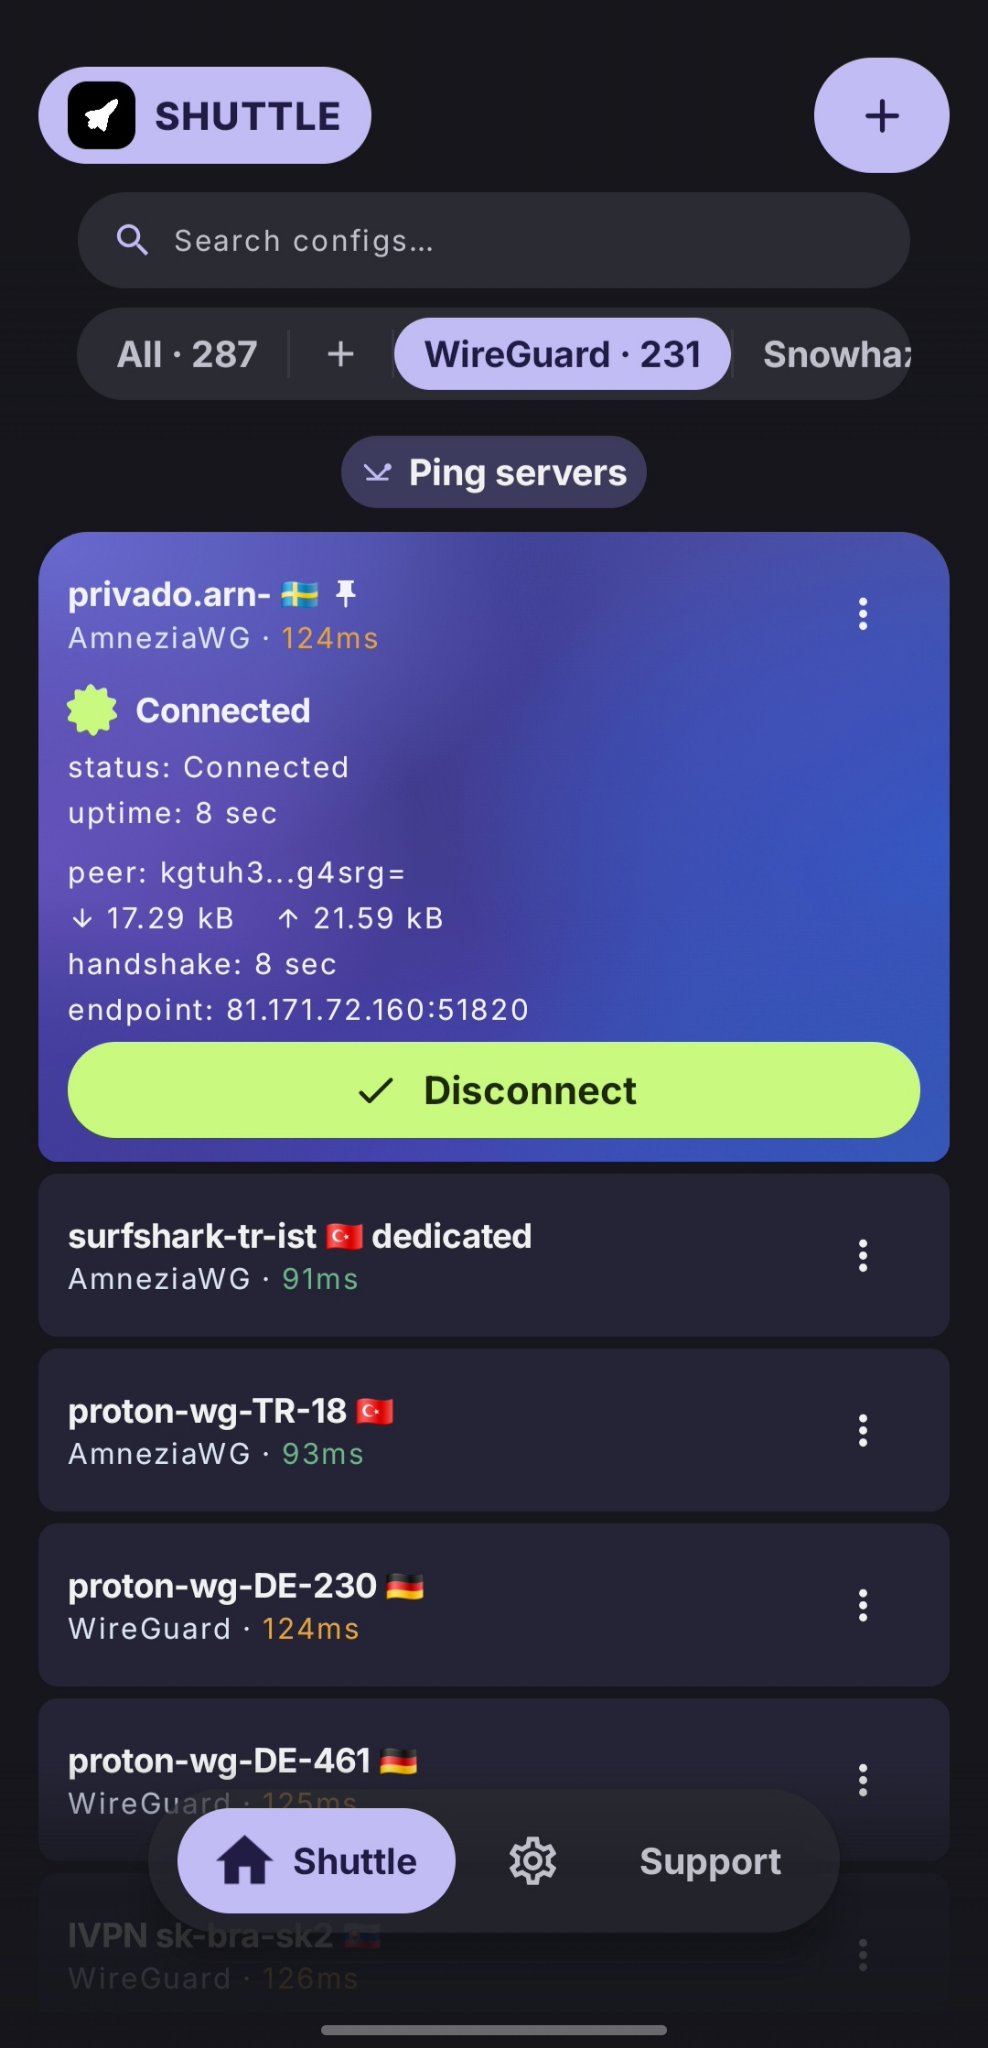 SHUTTLE
Search configs...
All · 287 + WireGuard · 231 Snowhaz
Ping servers
privado.arn- 🇸🇪
AmneziaWG · 124ms
Connected
status: Connected
uptime: 8 sec
peer: kgtuh3...g4srg=
↓ 17.29 kB ↑ 21.59 kB
handshake: 8 sec
endpoint: 81.171.72.160:51820
Disconnect
surfshark-tr-ist 🇹🇷 dedicated
AmneziaWG · 91ms
proton-wg-TR-18 🇹🇷
AmneziaWG · 93ms
proton-wg-DE-230 🇩🇪
WireGuard · 124ms
proton-wg-DE-461 🇩🇪
WireGuard · 125ms
Shuttle Support
IVPN sk-bra-sk2 🇸🇰
WireGuard · 126ms